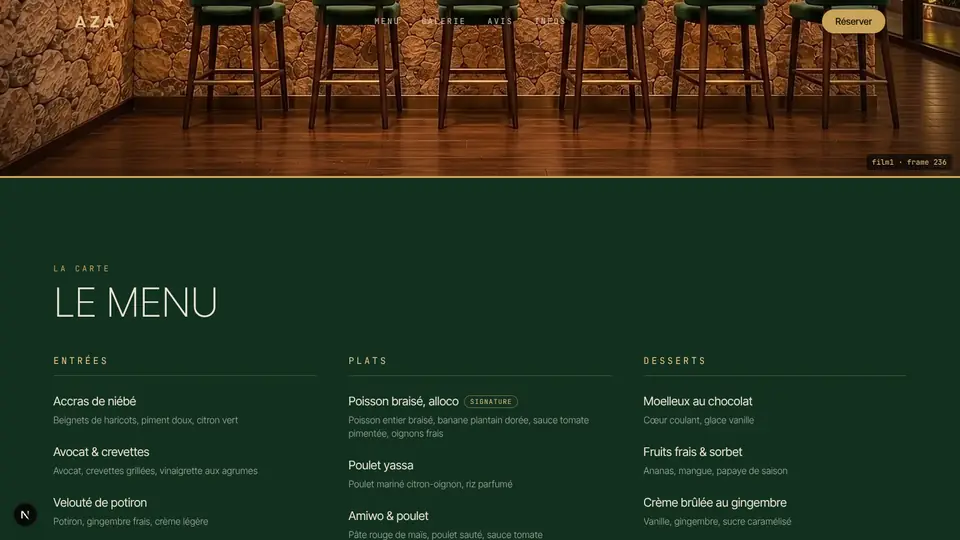 AZA
MENU GALERIE AVIS INFOS
Réserver
film1 · frame 236
LA CARTE
LE MENU
ENTRÉES
Accras de niébé
Beignets de haricots, piment doux, citron vert
Avocat & crevettes
Avocat, crevettes grillées, vinaigrette aux agrumes
Velouté de potiron
Potiron, gingembre frais, crème légère
PLATS
Poisson braisé, alloco SIGNATURE
Poisson entier braisé, banane plantain dorée, sauce tomate
pimentée, oignons frais
Poulet yassa
Poulet mariné citron-oignon, riz parfumé
Amiwo & poulet
Pâte rouge de maïs, poulet sauté, sauce tomate
DESSERTS
Moelleux au chocolat
Cœur coulant, glace vanille
Fruits frais & sorbet
Ananas, mangue, papaye de saison
Crème brûlée au gingembre
Vanille, gingembre, sucre caramélisé
N